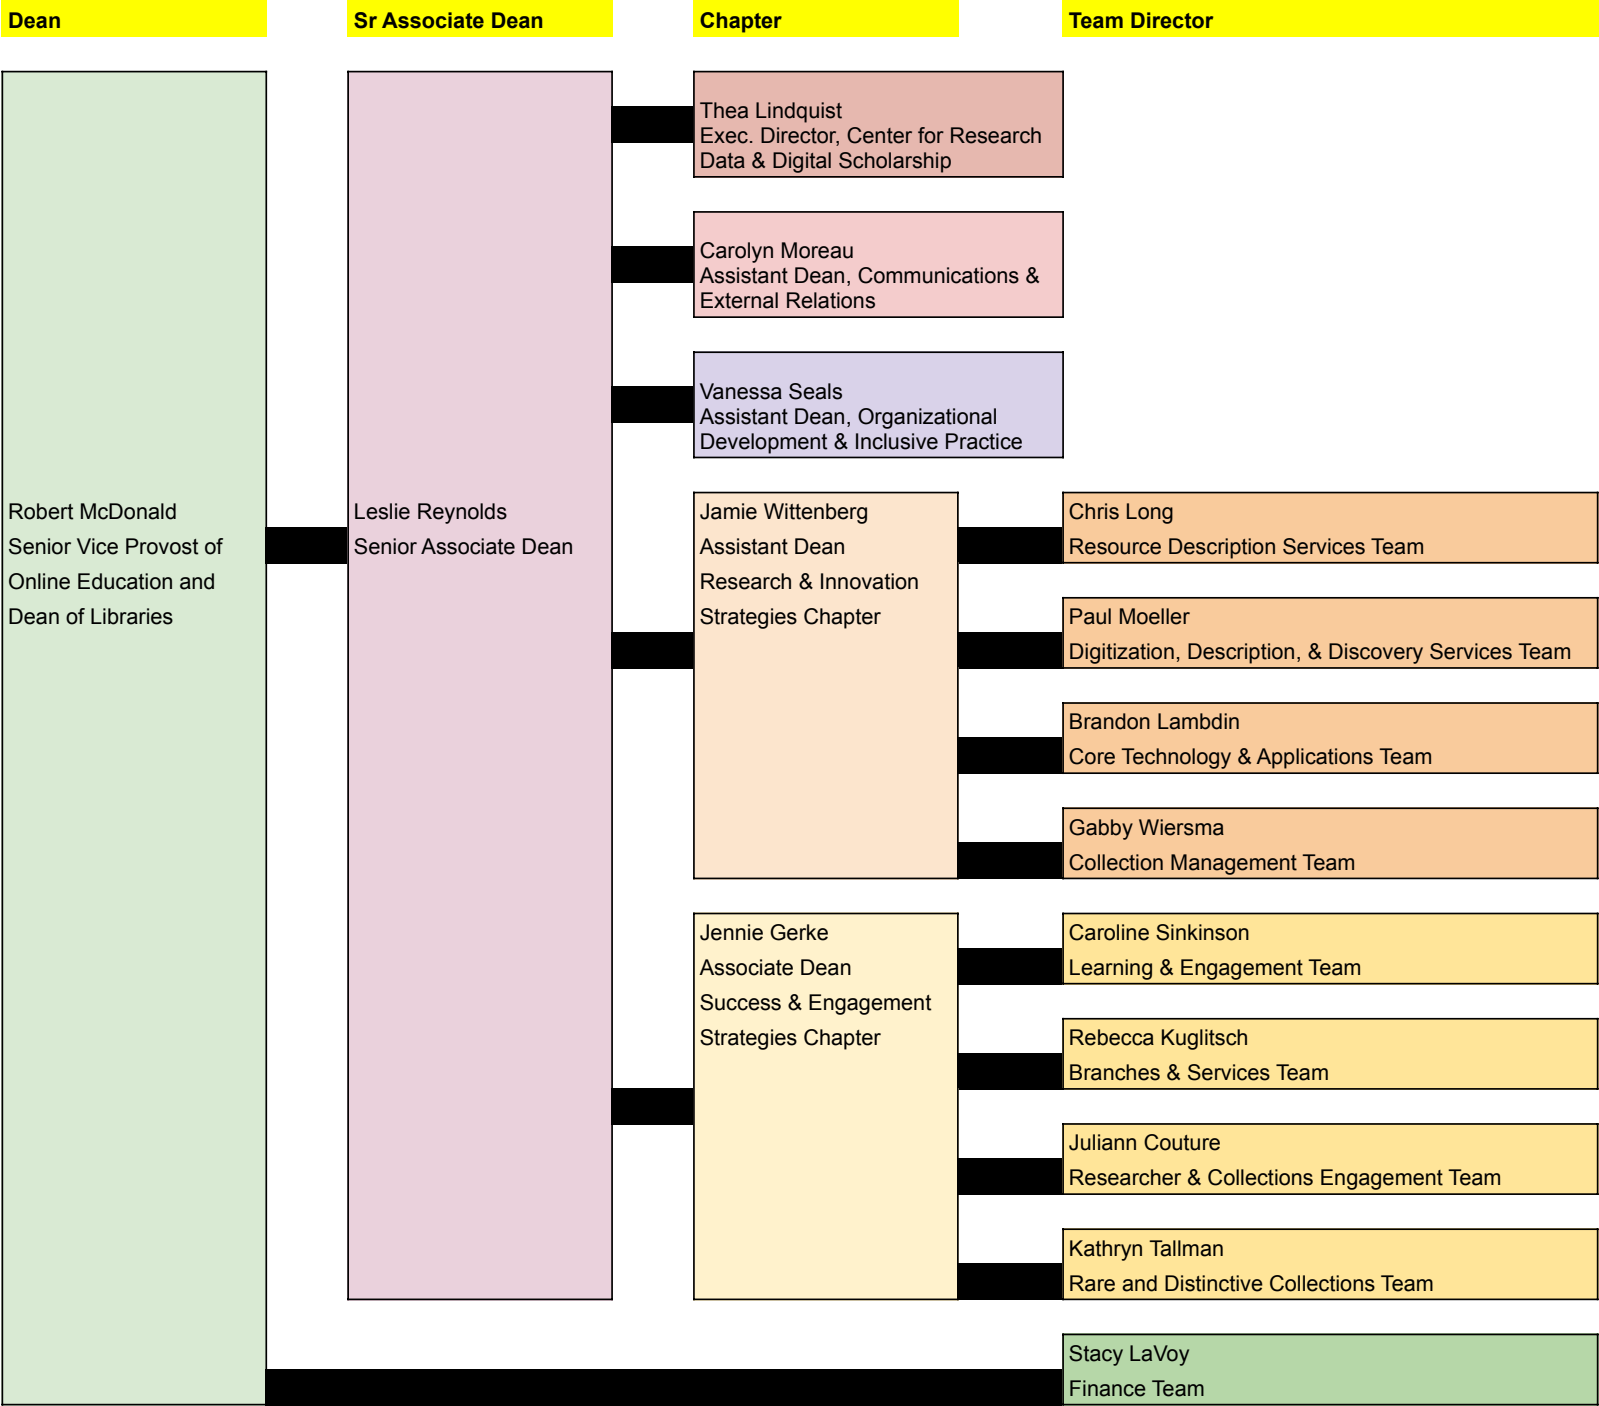 Dean
Sr Associate Dean
Chapter
Team Director
Robert McDonald
Senior Vice Provost of
Online Education and
Dean of Libraries
Leslie Reynolds
Senior Associate Dean
Thea Lindquist
Exec. Director, Center for Research
Data & Digital Scholarship
Carolyn Moreau
Assistant Dean, Communications &
External Relations
Vanessa Seals
Assistant Dean, Organizational
Development & Inclusive Practice
Jamie Wittenberg
Assistant Dean
Research & Innovation
Strategies Chapter
Chris Long
Resource Description Services Team
Paul Moeller
Digitization, Description, & Discovery Services Team
Brandon Lambdin
Core Technology & Applications Team
Gabby Wiersma
Collection Management Team
Jennie Gerke
Associate Dean
Success & Engagement
Strategies Chapter
Caroline Sinkinson
Learning & Engagement Team
Rebecca Kuglitsch
Branches & Services Team
Juliann Couture
Researcher & Collections Engagement Team
Kathryn Tallman
Rare and Distinctive Collections Team
Stacy LaVoy
Finance Team